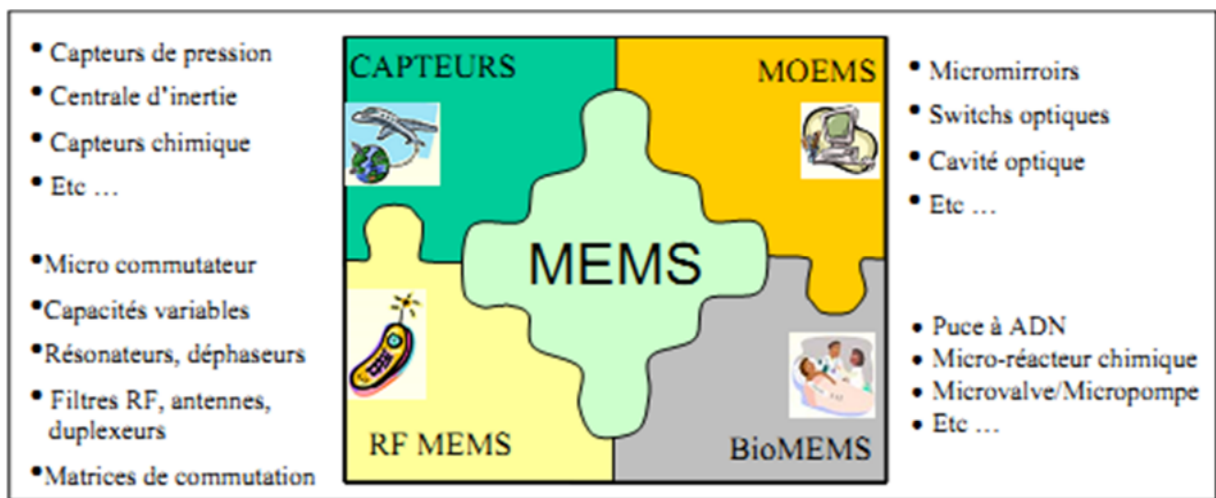 • Capteurs de pression
• Centrale d'inertie
• Capteurs chimique
• Etc ...
CAPTEURS
MOEMS
• Micromirroirs
• Switchs optiques
• Cavité optique
• Etc ...
MEMS
•Micro commutateur
•Capacités variables
•Résonateurs, déphaseurs
• Filtres RF, antennes,
duplexeurs
•Matrices de commutation
RF MEMS
BioMEMS
• Puce à ADN
• Micro-réacteur chimique
• Microvalve/Micropompe
• Etc ...